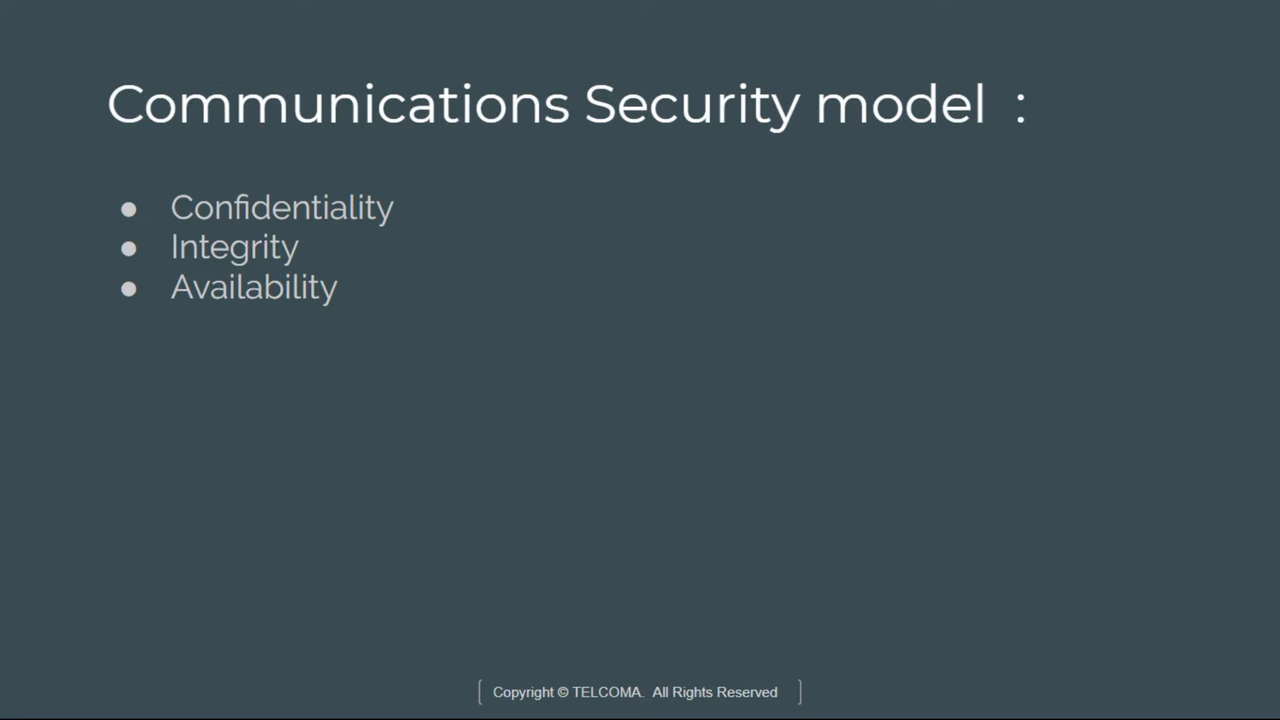 Communications Security model :
● Confidentiality
● Integrity
● Availability
Copyright © TELCOMA. All Rights Reserved